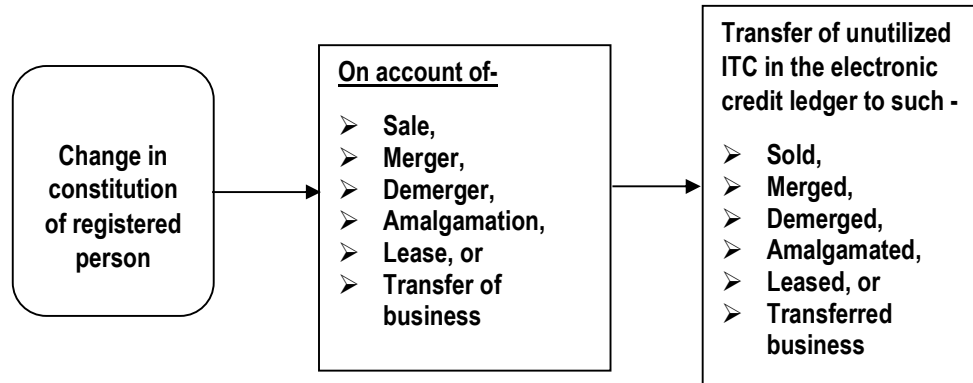 Change in
constitution
of registered
person
On account of-
➢ Sale,
➢ Merger,
➢ Demerger,
➢ Amalgamation,
➢ Lease, or
➢ Transfer of
business
Transfer of unutilized
ITC in the electronic
credit ledger to such -
➢ Sold,
➢ Merged,
➢ Demerged,
➢ Amalgamated,
➢ Leased, or
➢ Transferred
business